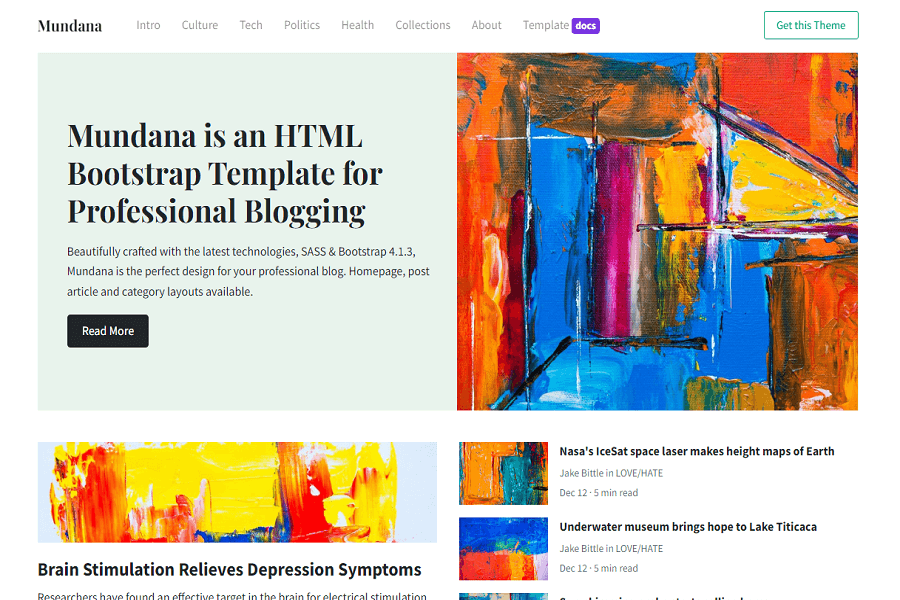 Mundana
Intro Culture Tech Politics Health Collections About Template docs
Get this Theme
Mundana is an HTML
Bootstrap Template for
Professional Blogging
Beautifully crafted with the latest technologies, SASS & Bootstrap 4.1.3,
Mundana is the perfect design for your professional blog. Homepage, post
article and category layouts available.
Read More
Brain Stimulation Relieves Depression Symptoms
Researchers have found an effective target in the brain for electrical stimulation
Nasa's IceSat space laser makes height maps of Earth
Jake Bittle in LOVE/HATE
Dec 12 · 5 min read
Underwater museum brings hope to Lake Titicaca
Jake Bittle in LOVE/HATE
Dec 12 · 5 min read